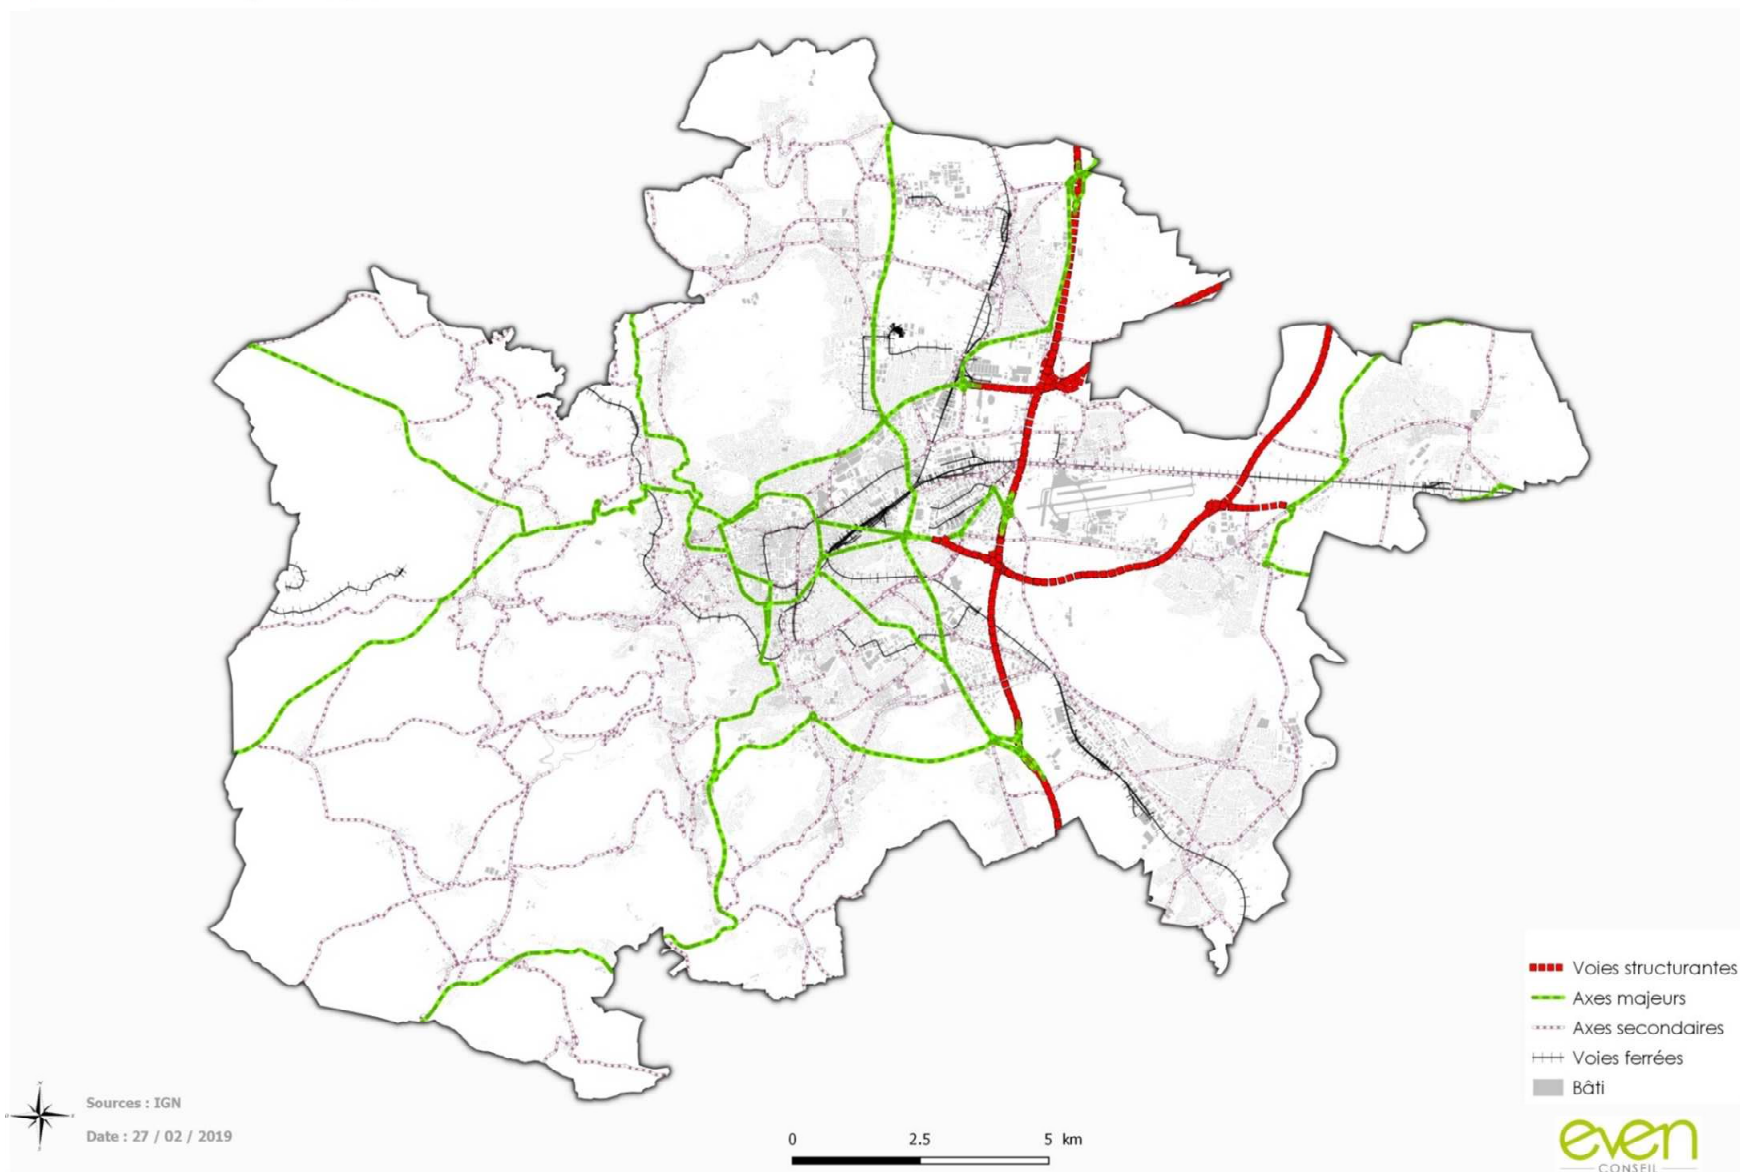 Voies structurantes
Axes majeurs
Axes secondaires
Voies ferrées
Bâti
Sources : IGN
Date : 27 / 02 / 2019
0 2.5 5 km
even
CONSEIL